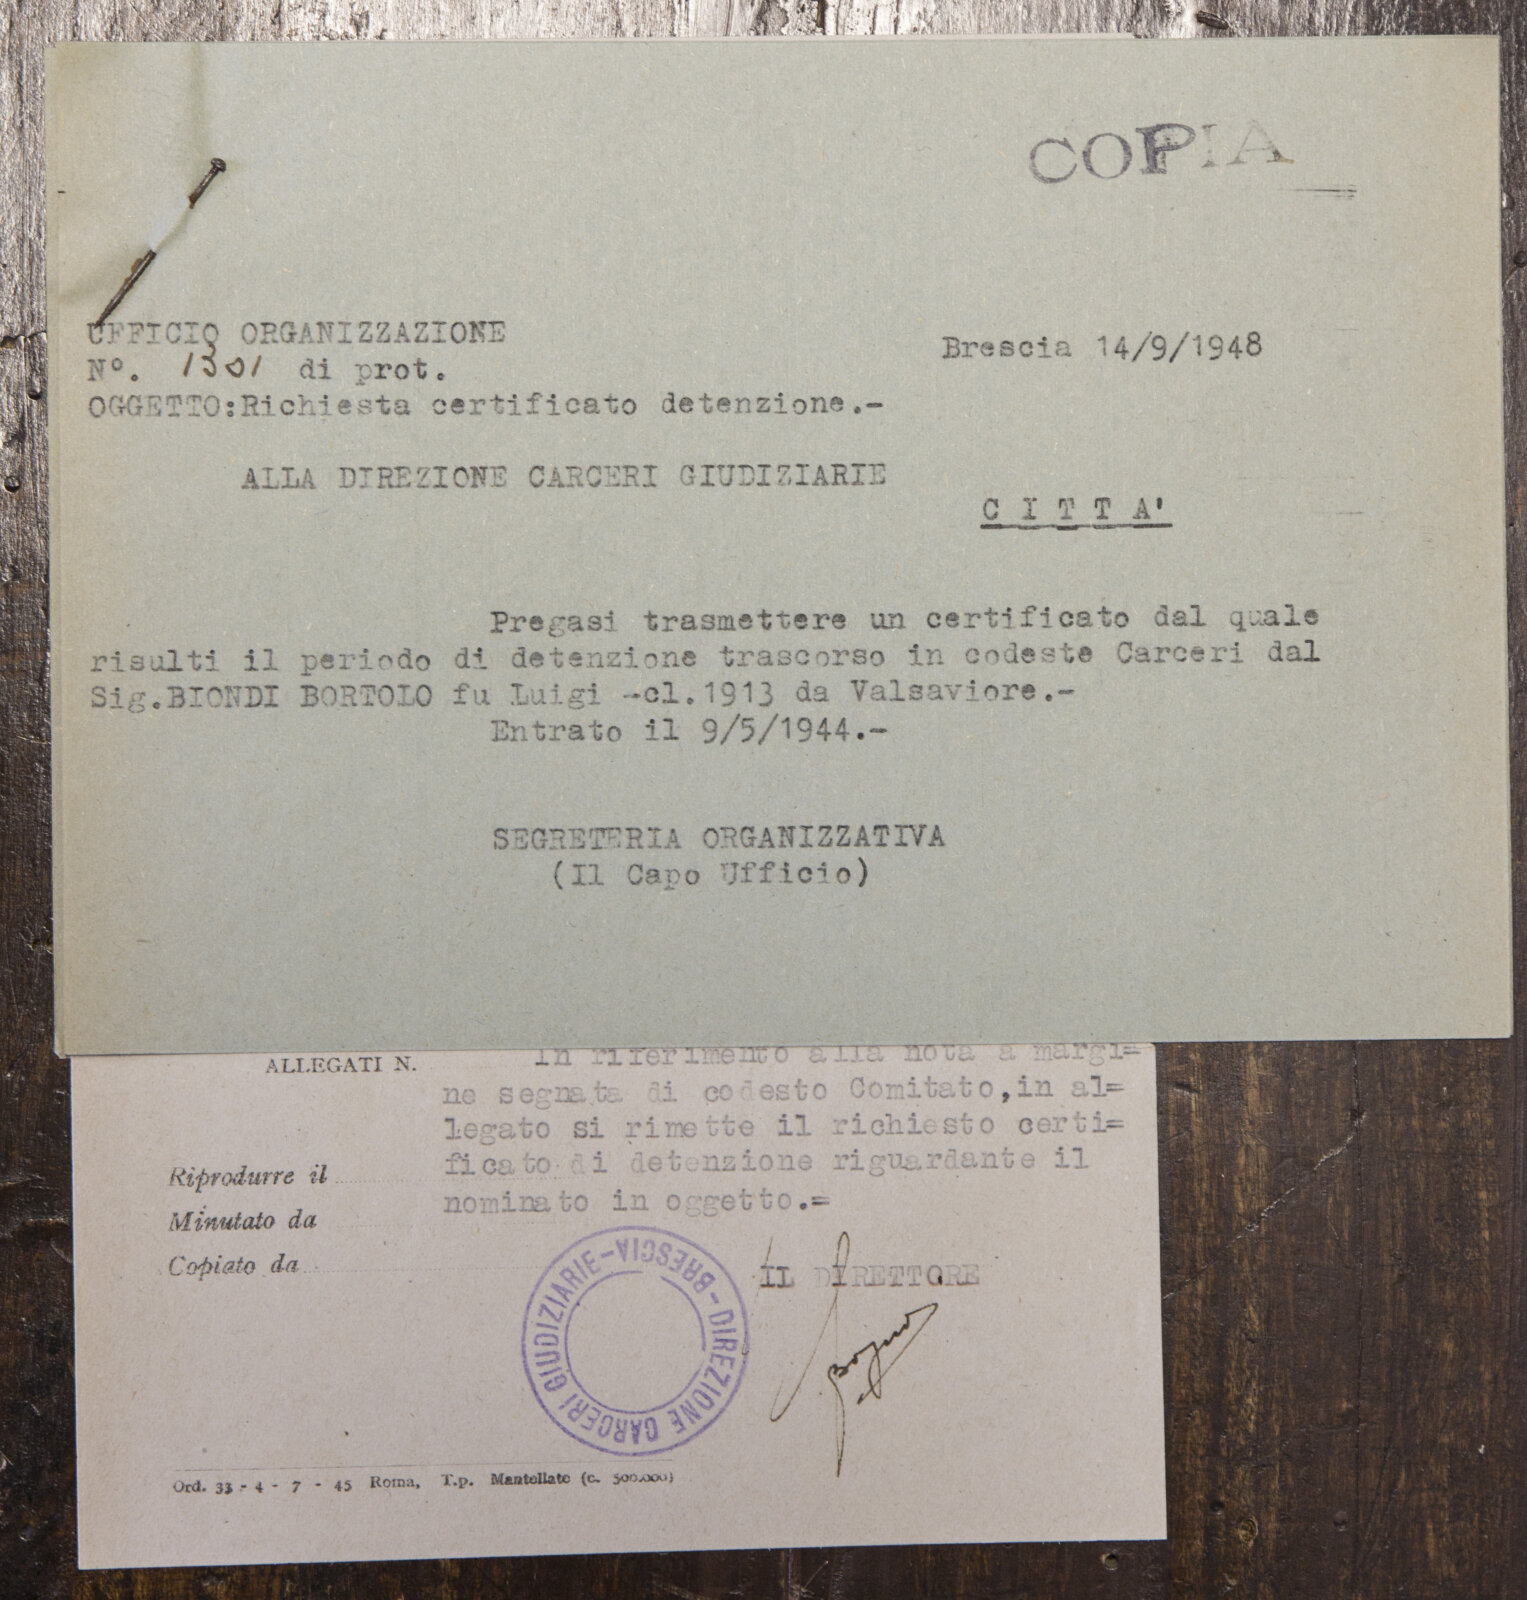 COPIA
UFFICIO ORGANIZZAZIONE
Brescia 14/9/1948
N°. 1301 di prot.
OGGETTO:Richiesta certificato detenzione.-
ALLA DIREZIONE CARCERI GIUDIZIARIE
C I T T A'
Pregasi trasmettere un certificato dal quale
risulti il periodo di detenzione trascorso in codeste Carceri dal
Sig.BIONDI BORTOLO fu Luigi -cl.1913 da Valsaviore.-
Entrato il 9/5/1944.-
SEGRETERIA ORGANIZZATIVA
(Il Capo Ufficio)
ALLEGATI N.
In riferimento alla nota a margi=
ne segnata di codesto Comitato,in al=
legato si rimette il richiesto certi=
ficato di detenzione riguardante il
nominato in oggetto.=
Riprodurre il
Minutato da
Copiato da
IL DIRETTORE
DIREZIONE CARCERI GIUDIZIARIE - BRESCIA -
Ord. 33 - 4 - 7 - 45 Roma, T.p. Mantellate (c. 500.000)